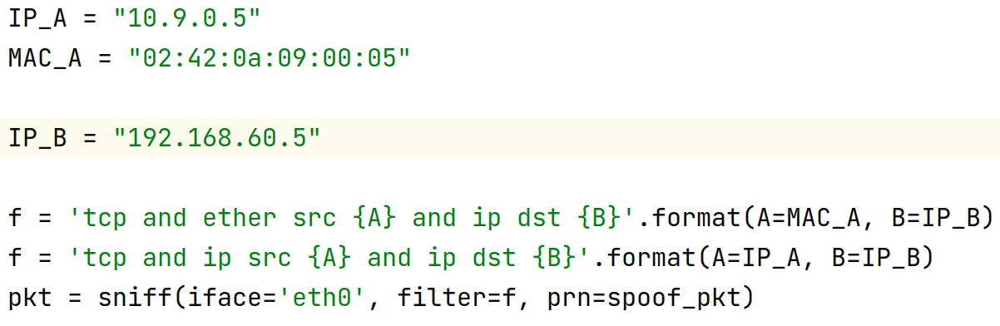 IP_A = "10.9.0.5"
MAC_A = "02:42:0a:09:00:05"
IP_B = "192.168.60.5"
f = 'tcp and ether src {A} and ip dst {B}'.format(A=MAC_A, B=IP_B)
f = 'tcp and ip src {A} and ip dst {B}'.format(A=IP_A, B=IP_B)
pkt = sniff(iface='eth0', filter=f, prn=spoof_pkt)